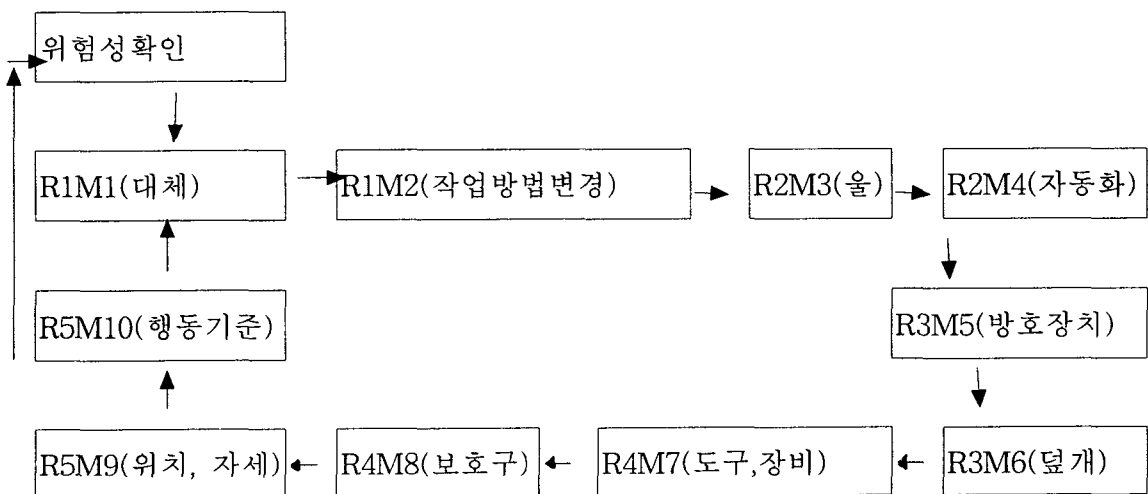 위험성확인
R1M1(대체)
R1M2(작업방법변경)
R2M3(울)
R2M4(자동화)
R5M10(행동기준)
R3M5(방호장치)
R5M9(위치, 자세)
R4M8(보호구)
R4M7(도구,장비)
R3M6(덮개)